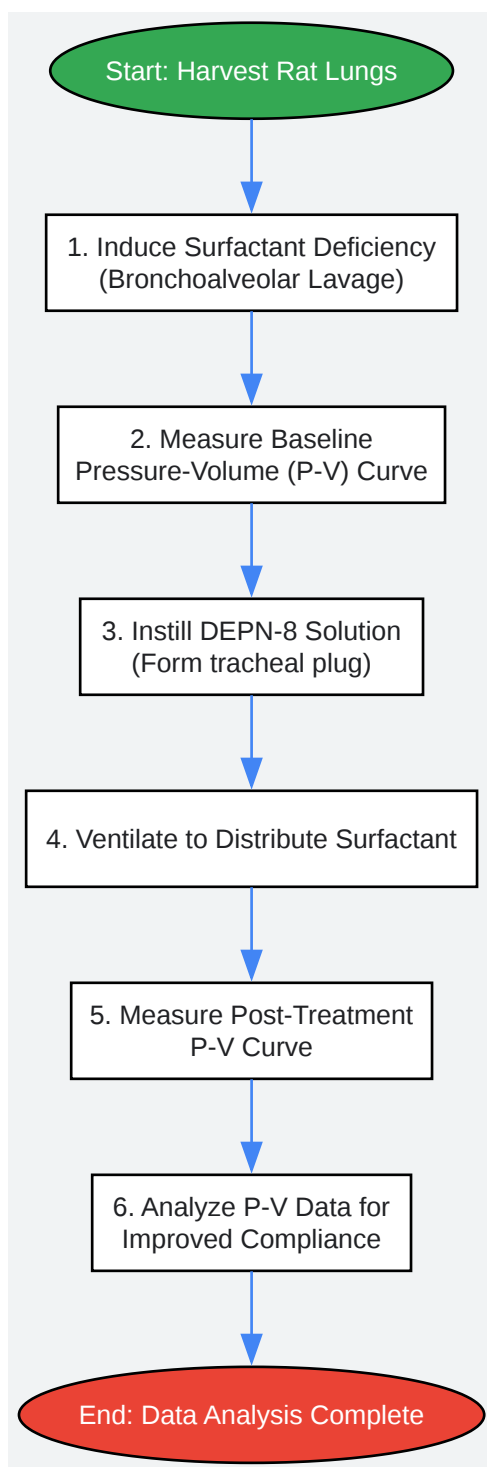 Start: Harvest Rat Lungs
1. Induce Surfactant Deficiency
(Bronchoalveolar Lavage)
2. Measure Baseline
Pressure-Volume (P-V) Curve
3. Instill DEPN-8 Solution
(Form tracheal plug)
4. Ventilate to Distribute Surfactant
5. Measure Post-Treatment
P-V Curve
6. Analyze P-V Data for
Improved Compliance
End: Data Analysis Complete